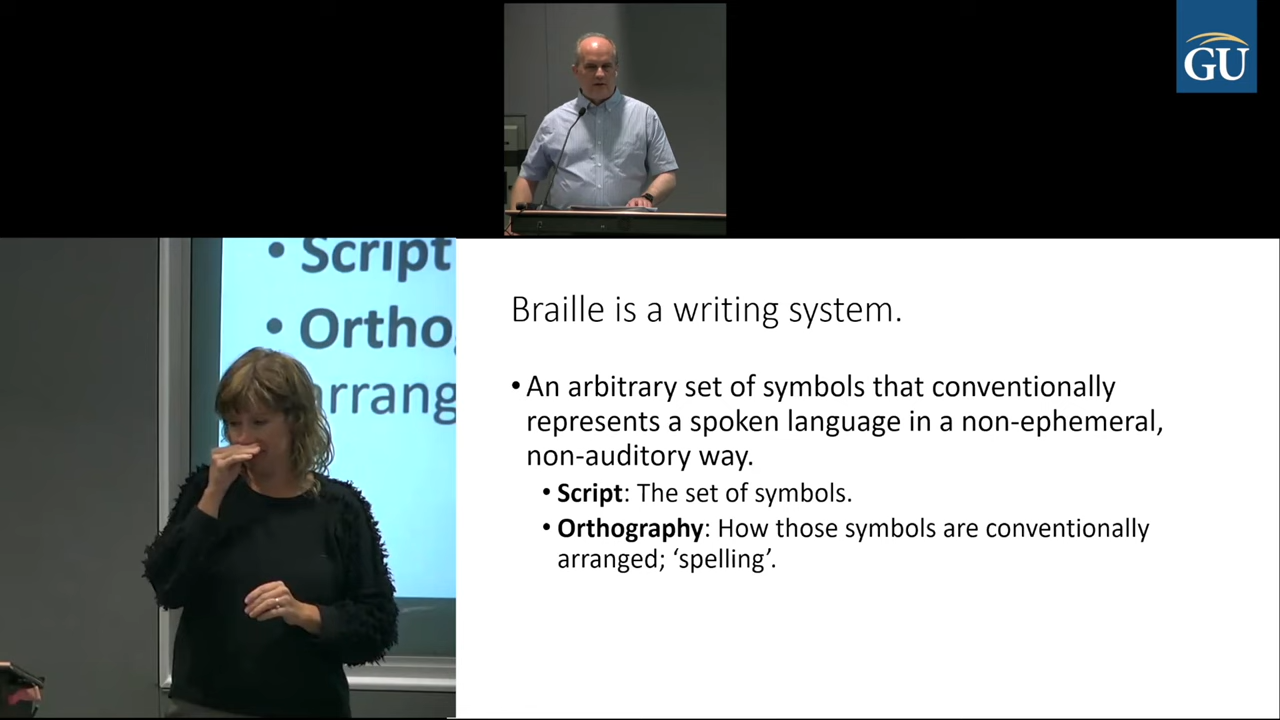 GU
• Script
• Ortho
arrang
Braille is a writing system.
• An arbitrary set of symbols that conventionally
represents a spoken language in a non-ephemeral,
non-auditory way.
• Script: The set of symbols.
• Orthography: How those symbols are conventionally
arranged; ‘spelling’.